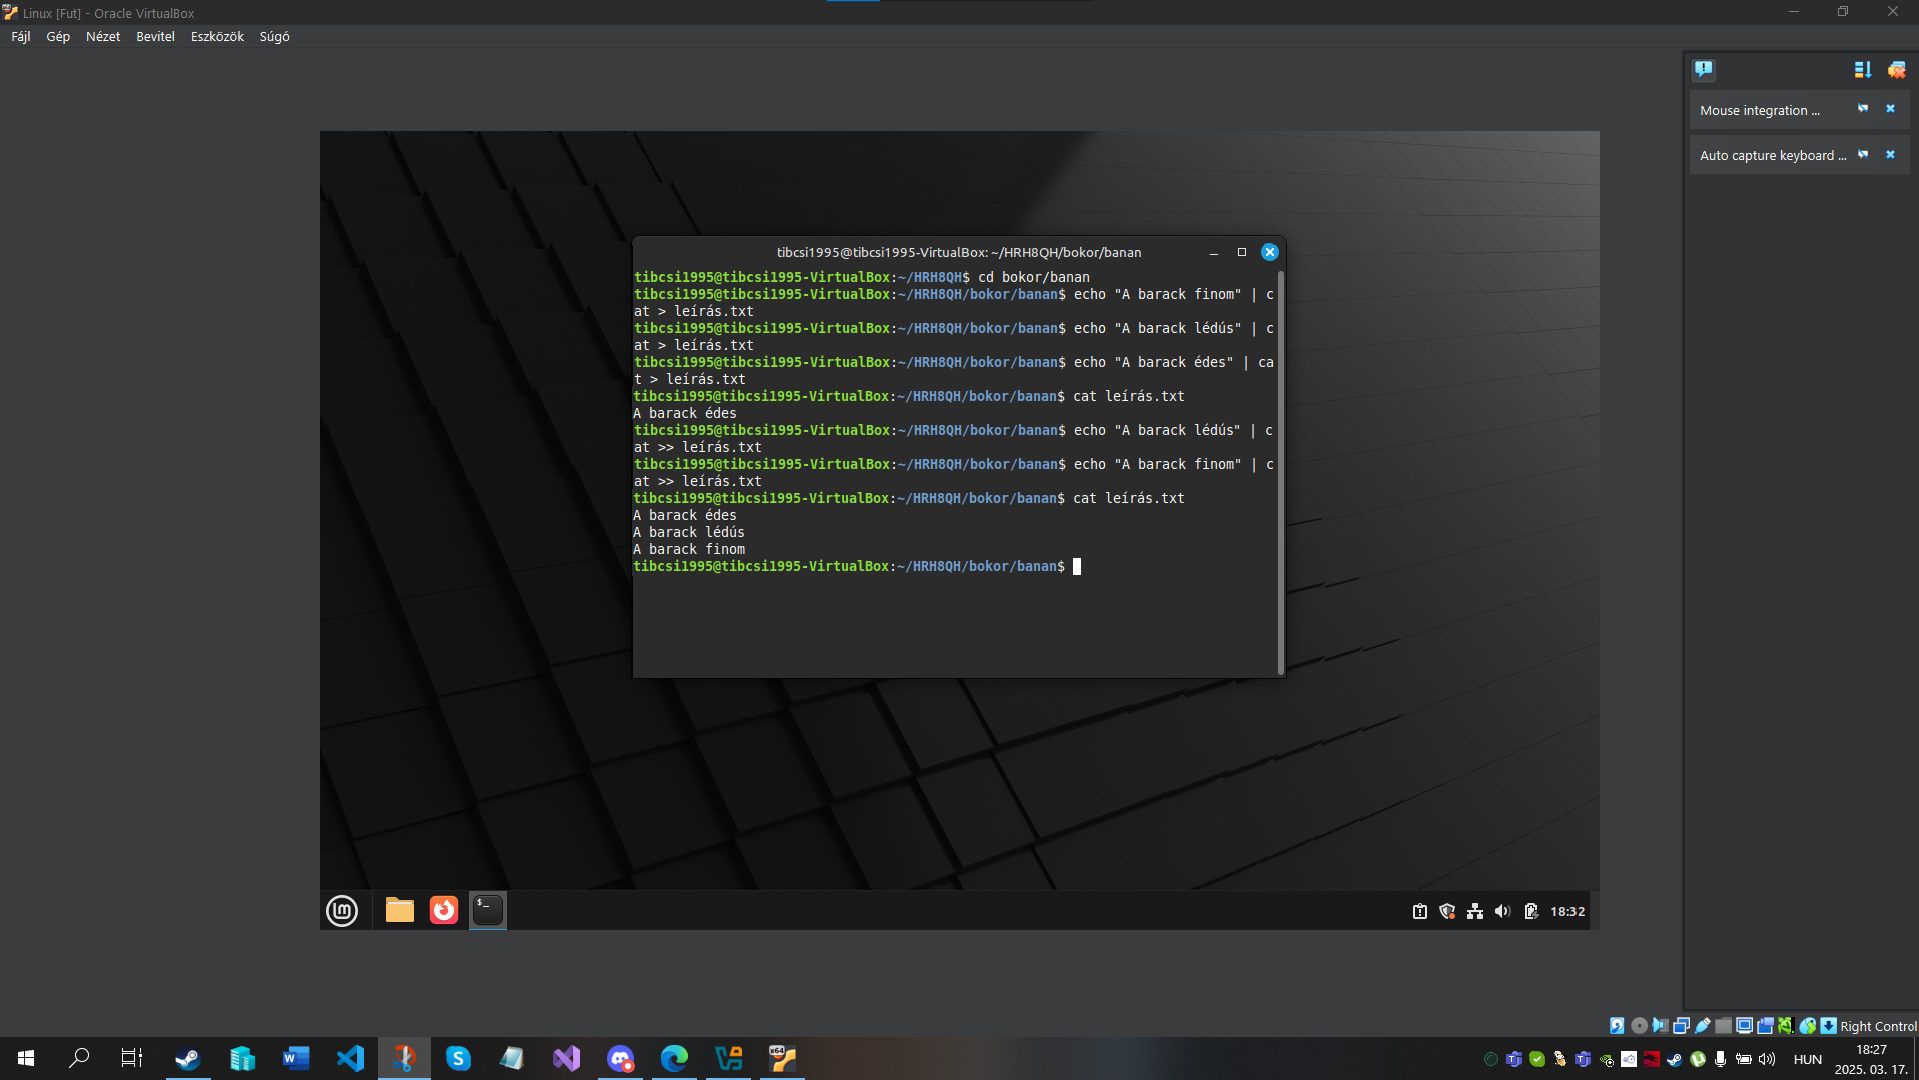 Linux [Fut] - Oracle VirtualBox
Fájl Gép Nézet Bevitel Eszközök Súgó
Mouse integration ...
Auto capture keyboard ...
tibcsi1995@tibcsi1995-VirtualBox: ~/HRH8QH/bokor/banan
tibcsi1995@tibcsi1995-VirtualBox:~/HRH8QH$ cd bokor/banan
tibcsi1995@tibcsi1995-VirtualBox:~/HRH8QH/bokor/banan$ echo "A barack finom" | c
at > leírás.txt
tibcsi1995@tibcsi1995-VirtualBox:~/HRH8QH/bokor/banan$ echo "A barack lédús" | c
at > leírás.txt
tibcsi1995@tibcsi1995-VirtualBox:~/HRH8QH/bokor/banan$ echo "A barack édes" | ca
t > leírás.txt
tibcsi1995@tibcsi1995-VirtualBox:~/HRH8QH/bokor/banan$ cat leírás.txt
A barack édes
tibcsi1995@tibcsi1995-VirtualBox:~/HRH8QH/bokor/banan$ echo "A barack lédús" | c
at >> leírás.txt
tibcsi1995@tibcsi1995-VirtualBox:~/HRH8QH/bokor/banan$ echo "A barack finom" | c
at >> leírás.txt
tibcsi1995@tibcsi1995-VirtualBox:~/HRH8QH/bokor/banan$ cat leírás.txt
A barack édes
A barack lédús
A barack finom
tibcsi1995@tibcsi1995-VirtualBox:~/HRH8QH/bokor/banan$
18:32
Right Control
HUN
18:27
2025. 03. 17.